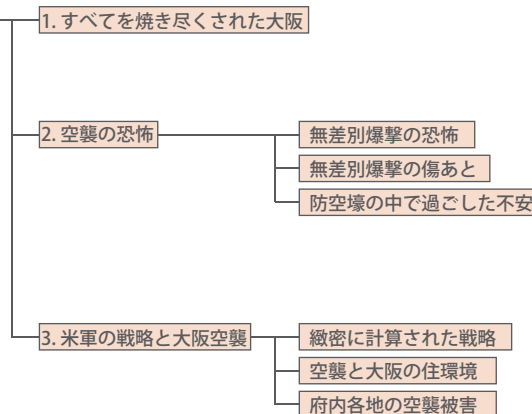 1. すべてを焼き尽くされた大阪
2. 空襲の恐怖
無差別爆撃の恐怖
無差別爆撃の傷あと
防空壕の中で過ごした不安
3. 米軍の戦略と大阪空襲
緻密に計算された戦略
空襲と大阪の住環境
府内各地の空襲被害